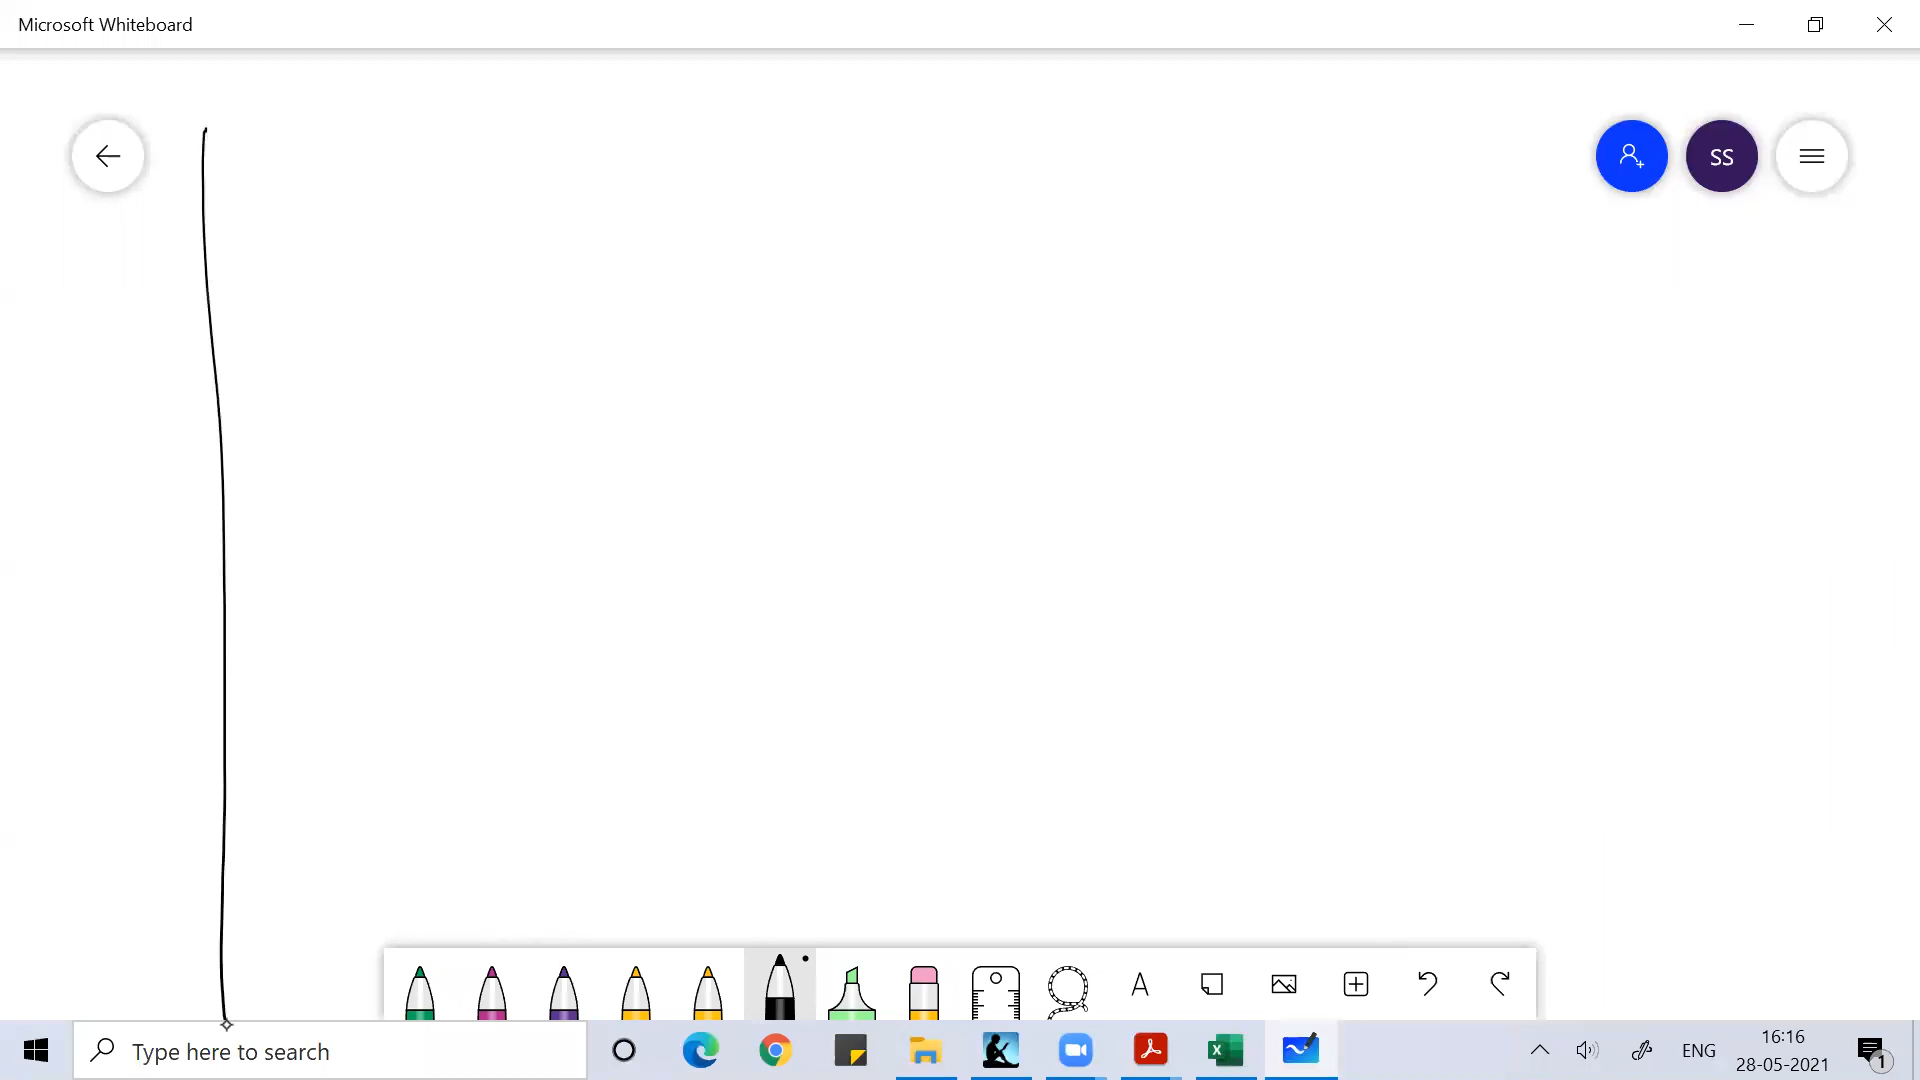 Microsoft Whiteboard
SS
A
Type here to search
X
ENG
16:16
28-05-2021
1